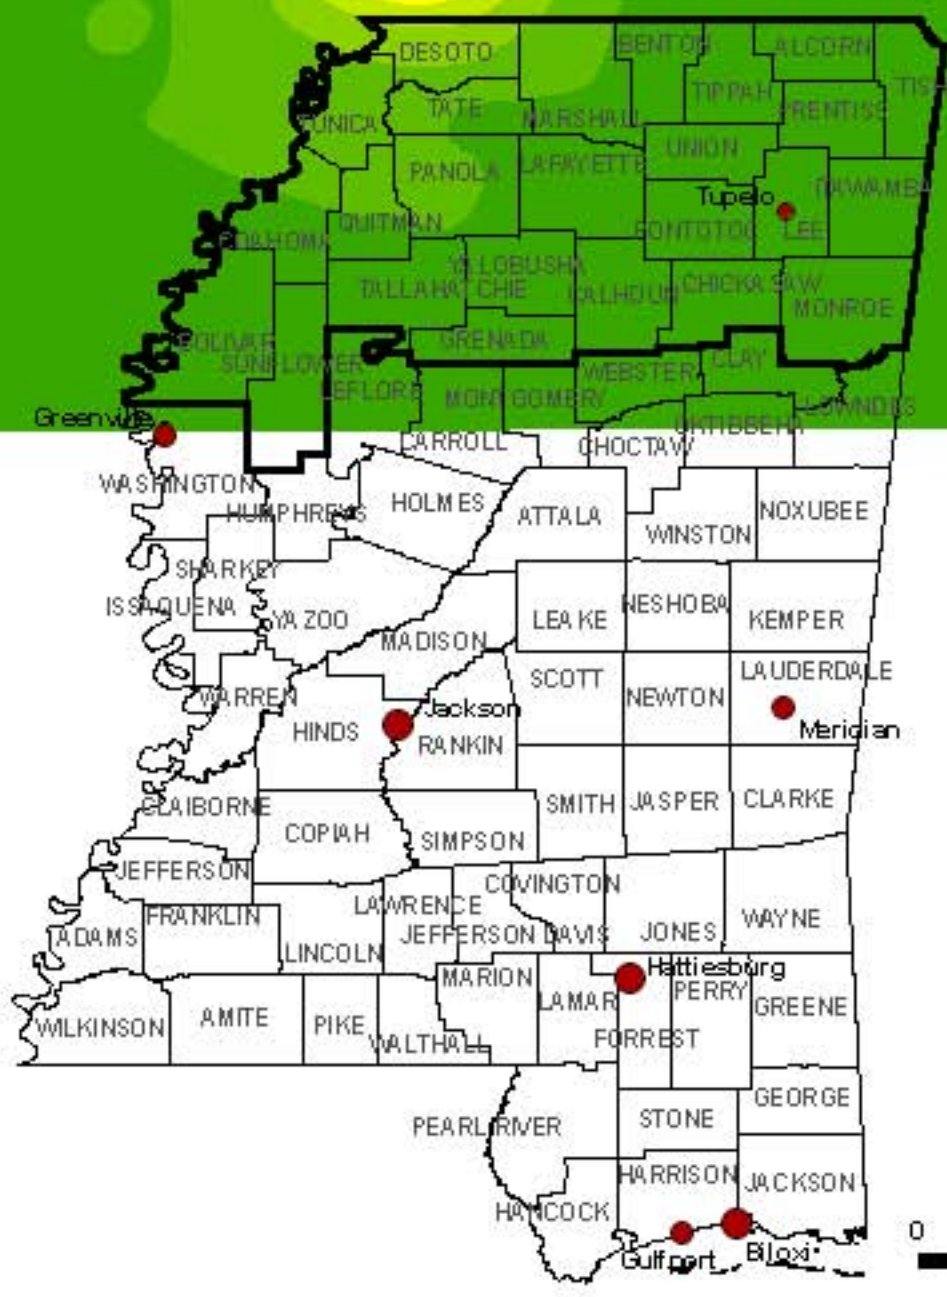 DESOTO
BENTON
ALCORN
TISH
TATE
TIPPAH
PRENTISS
TUNICA
MARSHALL
UNION
PANOLA
LAFAYETTE
Tupelo
ITAWAMBA
QUITMAN
PONTOTOC
LEE
COAHOMA
YALOBUSHA
TALLAHATCHIE
CALHOUN
CHICKASAW
MONROE
BOLIVAR
GRENADA
SUNFLOWER
CLAY
LEFLORE
WEBSTER
MONTGOMERY
LOWNDES
Greenville
OKTIBBEHA
CARROLL
CHOCTAW
WASHINGTON
HUMPHREYS
HOLMES
ATTALA
NOXUBEE
WINSTON
SHARKEY
ISSAQUENA
YAZOO
LEAKE
NESHOBA
KEMPER
MADISON
SCOTT
LAUDERDALE
WARREN
NEWTON
Jackson
HINDS
RANKIN
Meridian
CLAIBORNE
SMITH
JASPER
CLARKE
COPIAH
SIMPSON
JEFFERSON
COVINGTON
LAWRENCE
FRANKLIN
WAYNE
ADAMS
JEFFERSON DAVIS
JONES
LINCOLN
Hattiesburg
MARION
PERRY
LAMAR
GREENE
WILKINSON
AMITE
PIKE
WALTHALL
FORREST
GEORGE
PEARL RIVER
STONE
HARRISON
JACKSON
HANCOCK
0
Gulfport
Biloxi